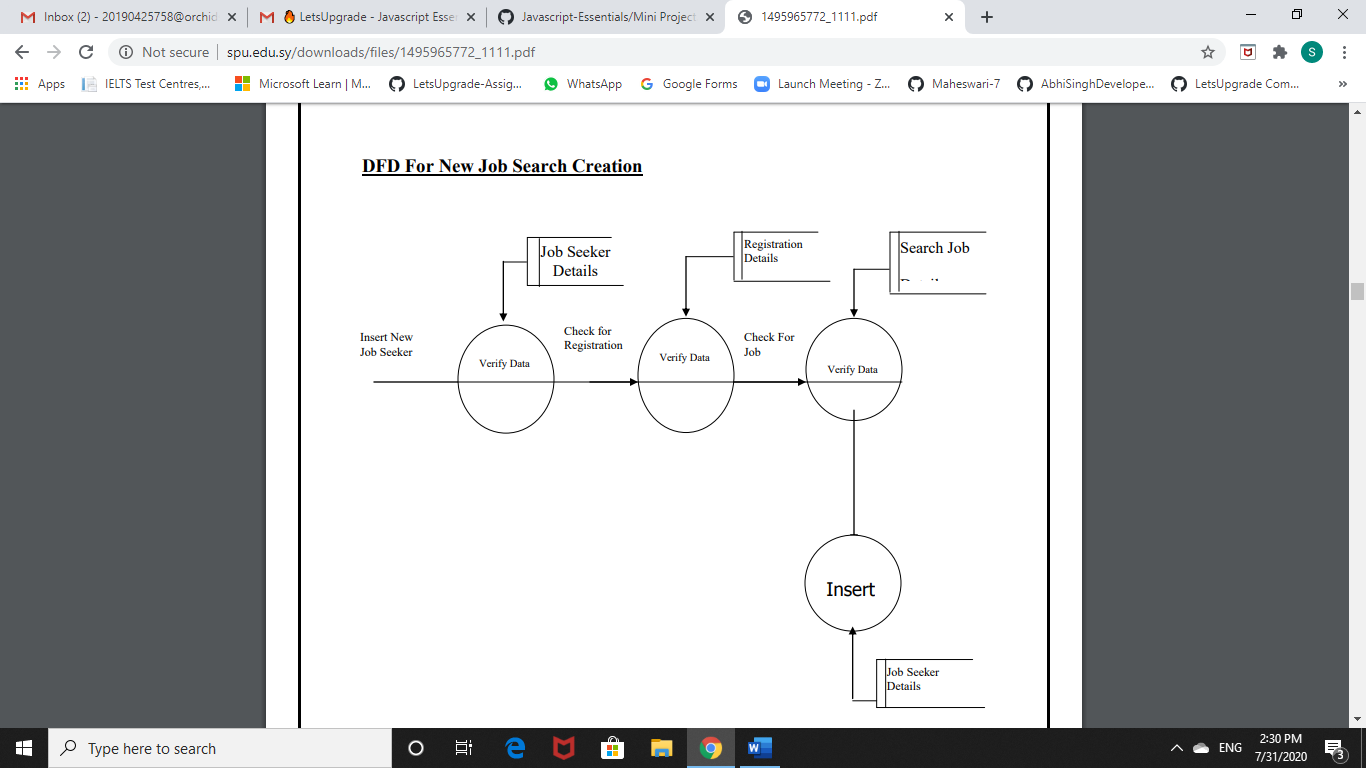 Inbox (2) - 20190425758@orchid
LetsUpgrade - Javascript Esser
Javascript-Essentials/Mini Project
1495965772_1111.pdf
Not secure | spu.edu.sy/downloads/files/1495965772_1111.pdf
S
Apps
IELTS Test Centres,...
Microsoft Learn | M...
LetsUpgrade-Assig...
WhatsApp
Google Forms
Launch Meeting - Z...
Maheswari-7
AbhiSinghDevelope...
LetsUpgrade Com...
»
DFD For New Job Search Creation
Job Seeker
Details
Registration
Details
Search Job
Insert New
Job Seeker
Verify Data
Check for
Registration
Verify Data
Check For
Job
Verify Data
Insert
Job Seeker
Details
Type here to search
ENG
2:30 PM
7/31/2020
3